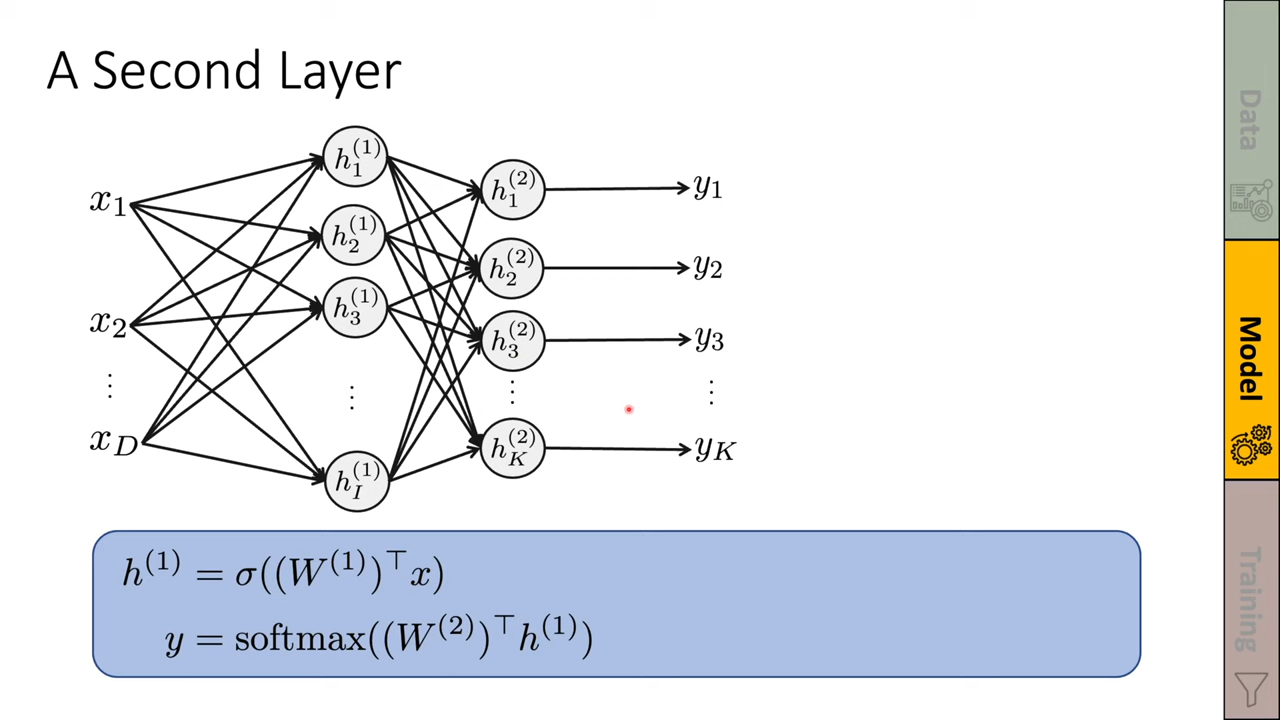 A Second Layer
x₁
x₂
⋮
x_D
h₁⁽¹⁾
h₂⁽¹⁾
h₃⁽¹⁾
⋮
h_I⁽¹⁾
h₁⁽²⁾
h₂⁽²⁾
h₃⁽²⁾
⋮
h_K⁽²⁾
y₁
y₂
y₃
⋮
y_K
h⁽¹⁾ = σ((W⁽¹⁾)^⊤ x)
y = softmax((W⁽²⁾)^⊤ h⁽¹⁾)
Data
Model
Training